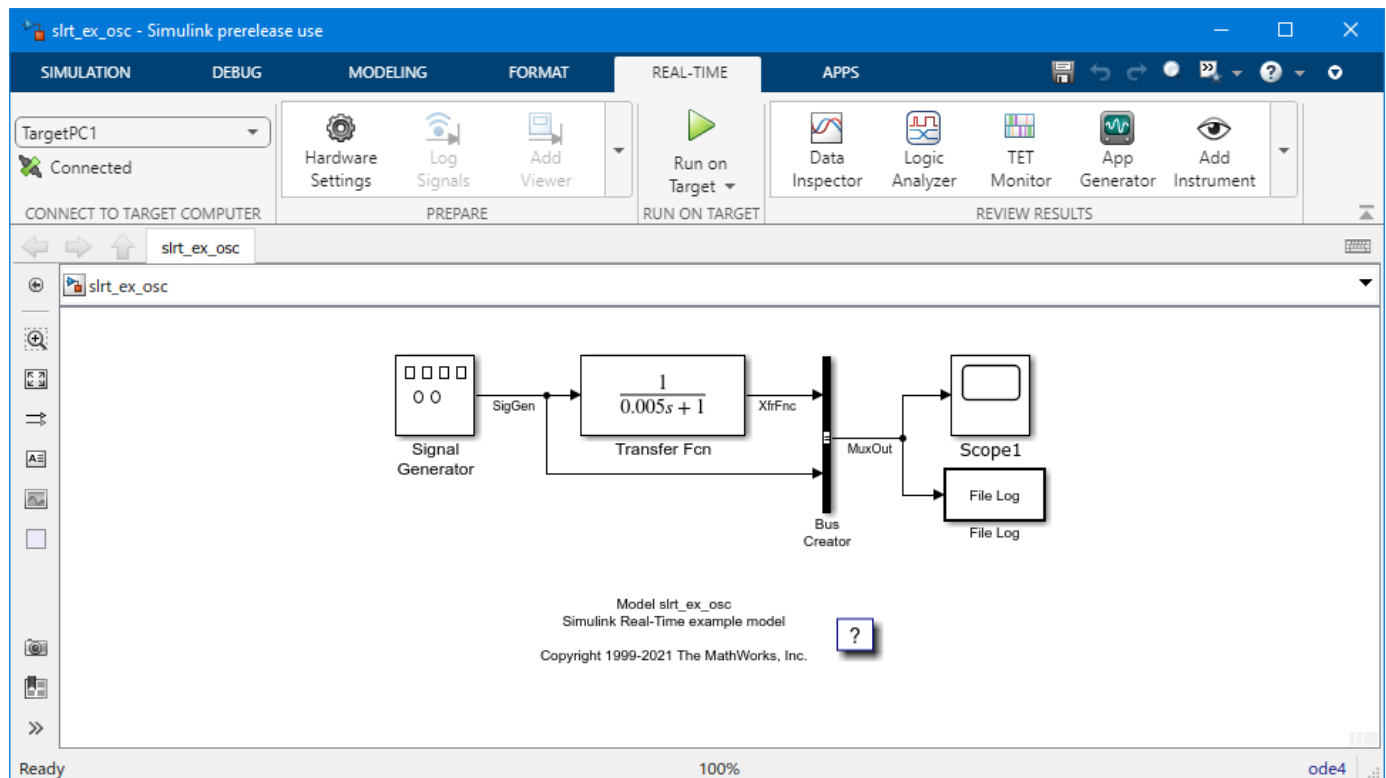 slrt_ex_osc - Simulink prerelease use
SIMULATION DEBUG MODELING FORMAT REAL-TIME APPS
TargetPC1
Connected
CONNECT TO TARGET COMPUTER
Hardware
Settings
Log
Signals
Add
Viewer
PREPARE
Run on
Target
RUN ON TARGET
Data
Inspector
Logic
Analyzer
TET
Monitor
App
Generator
Add
Instrument
REVIEW RESULTS
slrt_ex_osc
slrt_ex_osc
Signal
Generator
SigGen
1
0.005s + 1
Transfer Fcn
XfrFnc
Bus
Creator
MuxOut
Scope1
File Log
File Log
Model slrt_ex_osc
Simulink Real-Time example model
?
Copyright 1999-2021 The MathWorks, Inc.
Ready 100% ode4